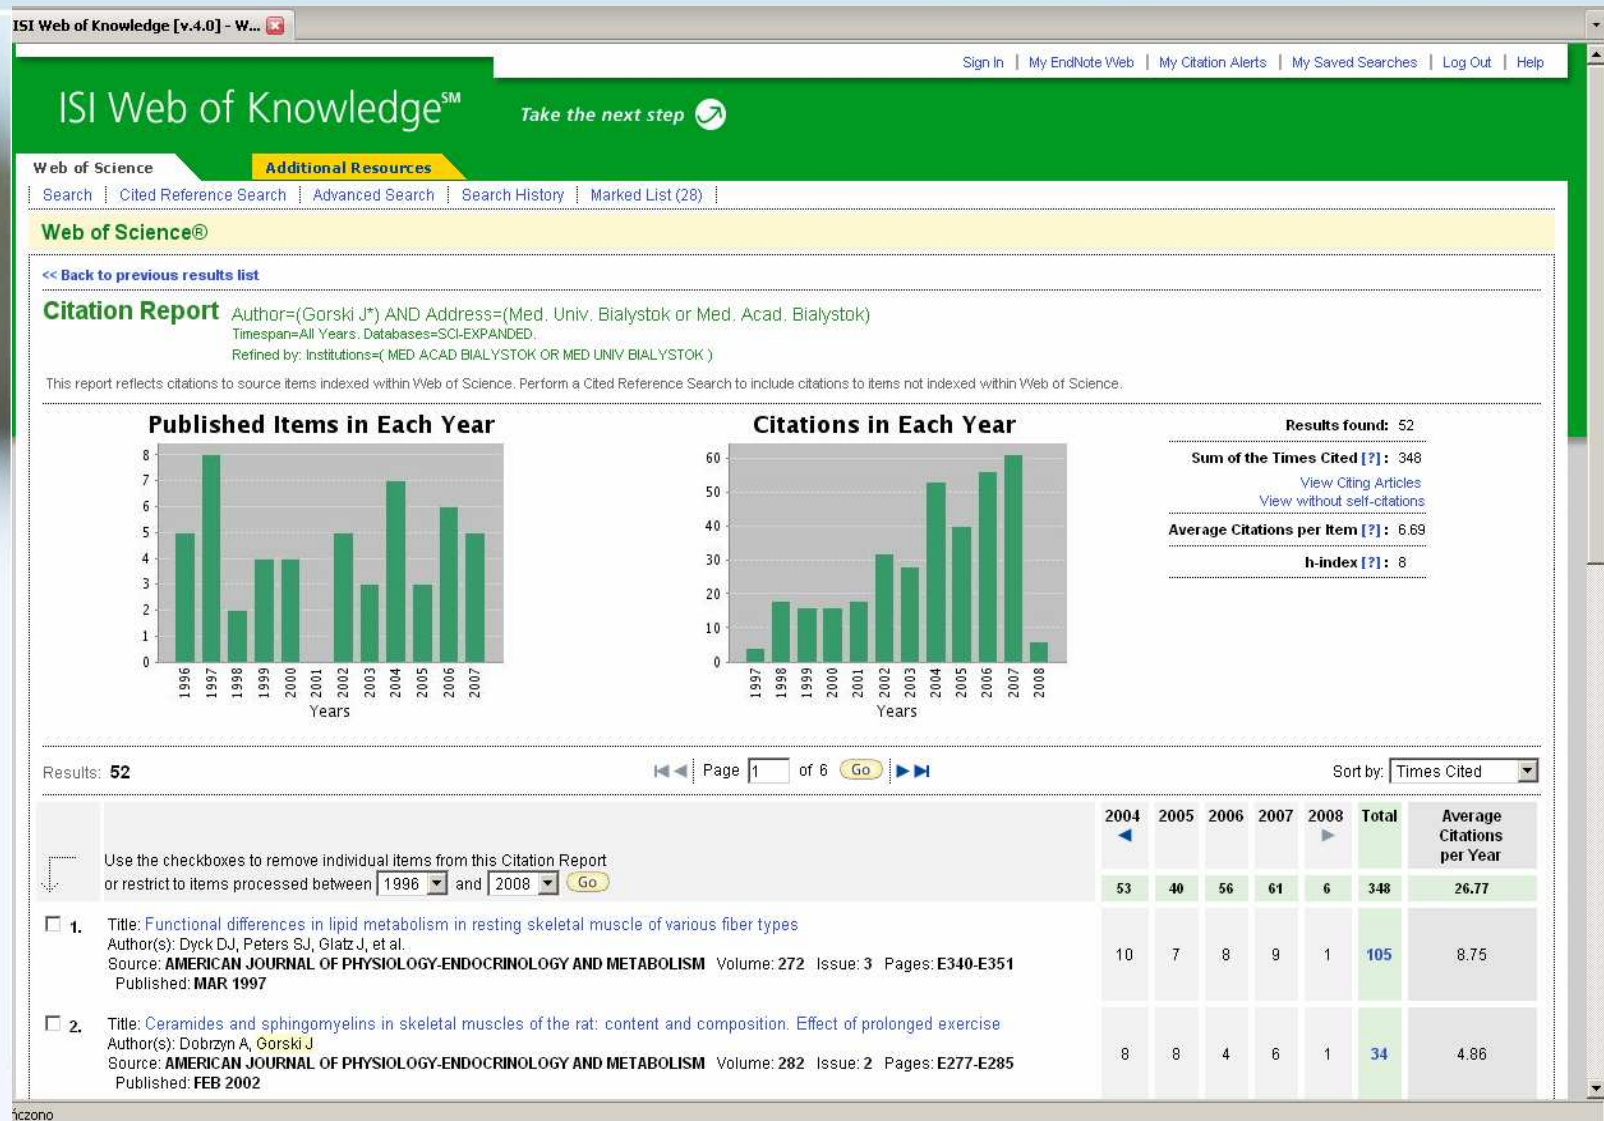 ISI Web of Knowledge [v.4.0] - W...
Sign In | My EndNote Web | My Citation Alerts | My Saved Searches | Log Out | Help
ISI Web of Knowledge℠ Take the next step
Web of Science Additional Resources
Search Cited Reference Search Advanced Search Search History Marked List (28)
Web of Science®
<< Back to previous results list
Citation Report Author=(Gorski J*) AND Address=(Med. Univ. Bialystok or Med. Acad. Bialystok)
Timespan=All Years. Databases=SCI-EXPANDED.
Refined by: Institutions=( MED ACAD BIALYSTOK OR MED UNIV BIALYSTOK )
This report reflects citations to source items indexed within Web of Science. Perform a Cited Reference Search to include citations to items not indexed within Web of Science.
Published Items in Each Year
8
7
6
5
4
3
2
1
0
1996 1997 1998 1999 2000 2001 2002 2003 2004 2005 2006 2007
Years
Citations in Each Year
60
50
40
30
20
10
0
1997 1998 1999 2000 2001 2002 2003 2004 2005 2006 2007 2008
Years
Results found: 52
Sum of the Times Cited [?] : 348
View Citing Articles
View without self-citations
Average Citations per Item [?] : 6.69
h-index [?] : 8
Results: 52 Page 1 of 6 Go Sort by: Times Cited
2004 2005 2006 2007 2008 Total Average
Citations
per Year
Use the checkboxes to remove individual items from this Citation Report
or restrict to items processed between 1996 and 2008 Go
53 40 56 61 6 348 26.77
1. Title: Functional differences in lipid metabolism in resting skeletal muscle of various fiber types
Author(s): Dyck DJ, Peters SJ, Glatz J, et al.
Source: AMERICAN JOURNAL OF PHYSIOLOGY-ENDOCRINOLOGY AND METABOLISM Volume: 272 Issue: 3 Pages: E340-E351
Published: MAR 1997
10 7 8 9 1 105 8.75
2. Title: Ceramides and sphingomyelins in skeletal muscles of the rat: content and composition. Effect of prolonged exercise
Author(s): Dobrzyn A, Gorski J
Source: AMERICAN JOURNAL OF PHYSIOLOGY-ENDOCRINOLOGY AND METABOLISM Volume: 282 Issue: 2 Pages: E277-E285
Published: FEB 2002
8 8 4 6 1 34 4.86
ńczono